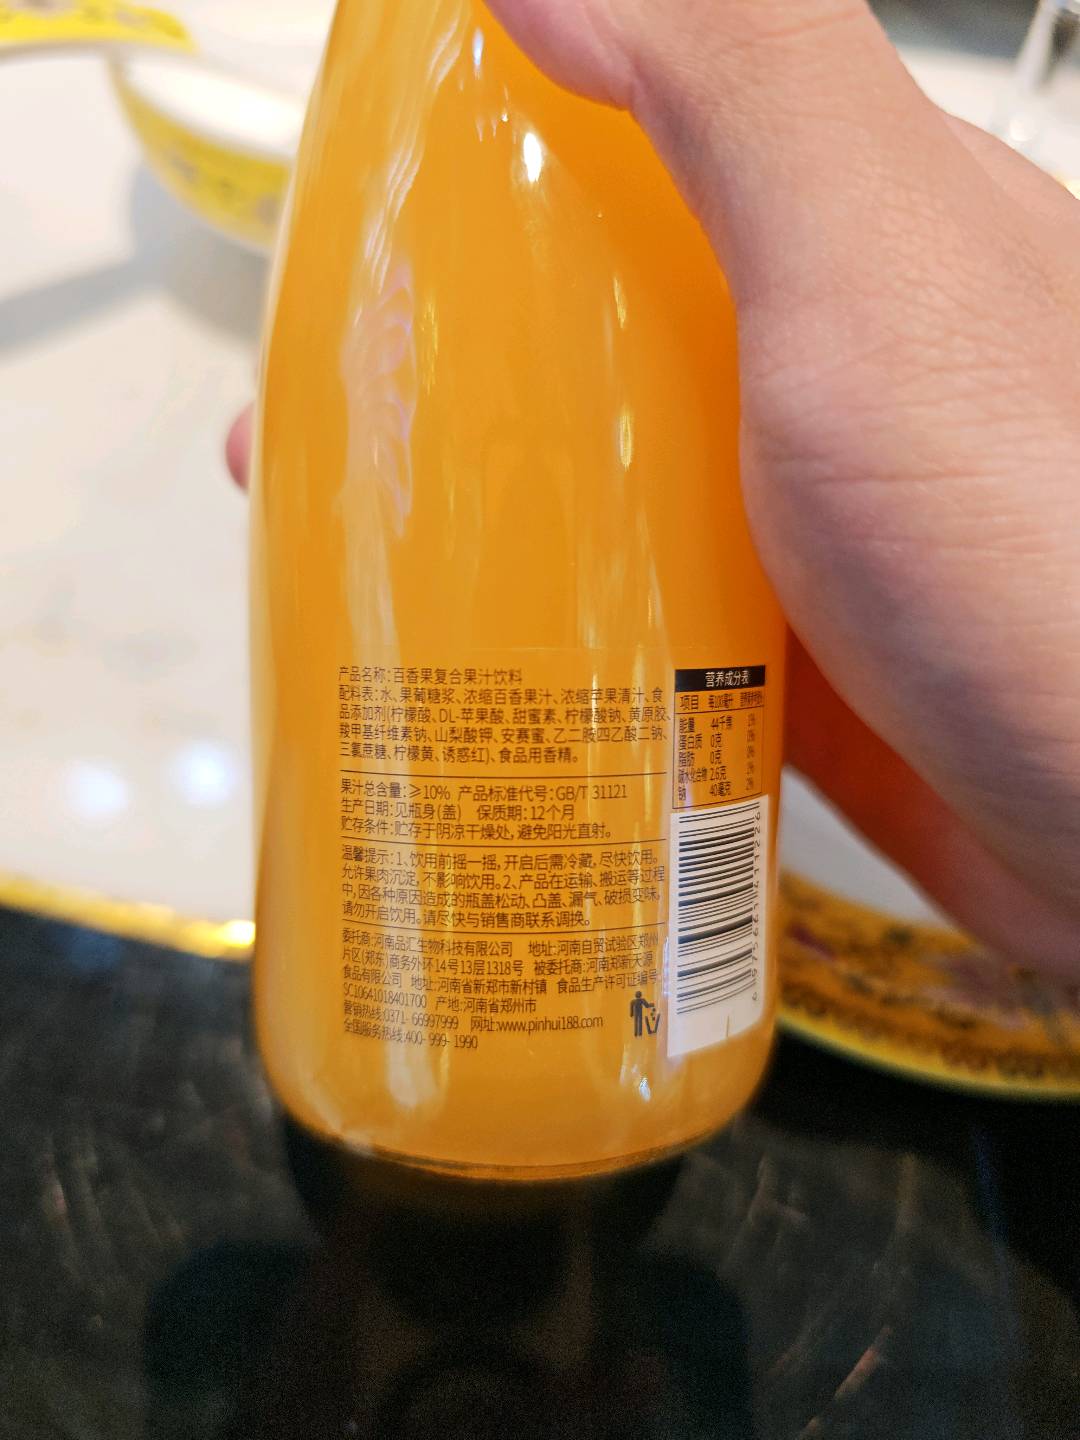 产品名称:百香果复合果汁饮料
配料表:水、果葡糖浆、浓缩百香果汁、浓缩苹果清汁、食
品添加剂(柠檬酸、DL-苹果酸、甜蜜素、柠檬酸钠、黄原胶、
羧甲基纤维素钠、山梨酸钾、安赛蜜、乙二胺四乙酸二钠、
三氯蔗糖、柠檬黄、诱惑红)、食品用香精。
果汁总含量:≥10% 产品标准代号:GB/T 31121
生产日期:见瓶身(盖) 保质期:12个月
贮存条件:贮存于阴凉干燥处,避免阳光直射。
温馨提示:1、饮用前摇一摇,开启后需冷藏,尽快饮用。
允许果肉沉淀,不影响饮用。2、产品在运输、搬运等过程
中,因各种原因造成的瓶盖松动、凸盖、漏气、破损变味,
请勿开启饮用。请尽快与销售商联系调换。
委托商:河南品汇生物科技有限公司 地址:河南自贸试验区郑州
片区(郑东)商务外环14号13层1318号 被委托商:河南郑新天源
食品有限公司 地址:河南省新郑市新村镇 食品生产许可证编号:
SC10641018401700 产地:河南省郑州市
营销热线:0371-66997999 网址:www.pinhui188.com
全国服务热线:400-999-1990
营养成分表
项目 每100毫升
能量 44千焦 1%
蛋白质 0克 0%
脂肪 0克 0%
碳水化合物 2.6克
钠 40毫克 2%